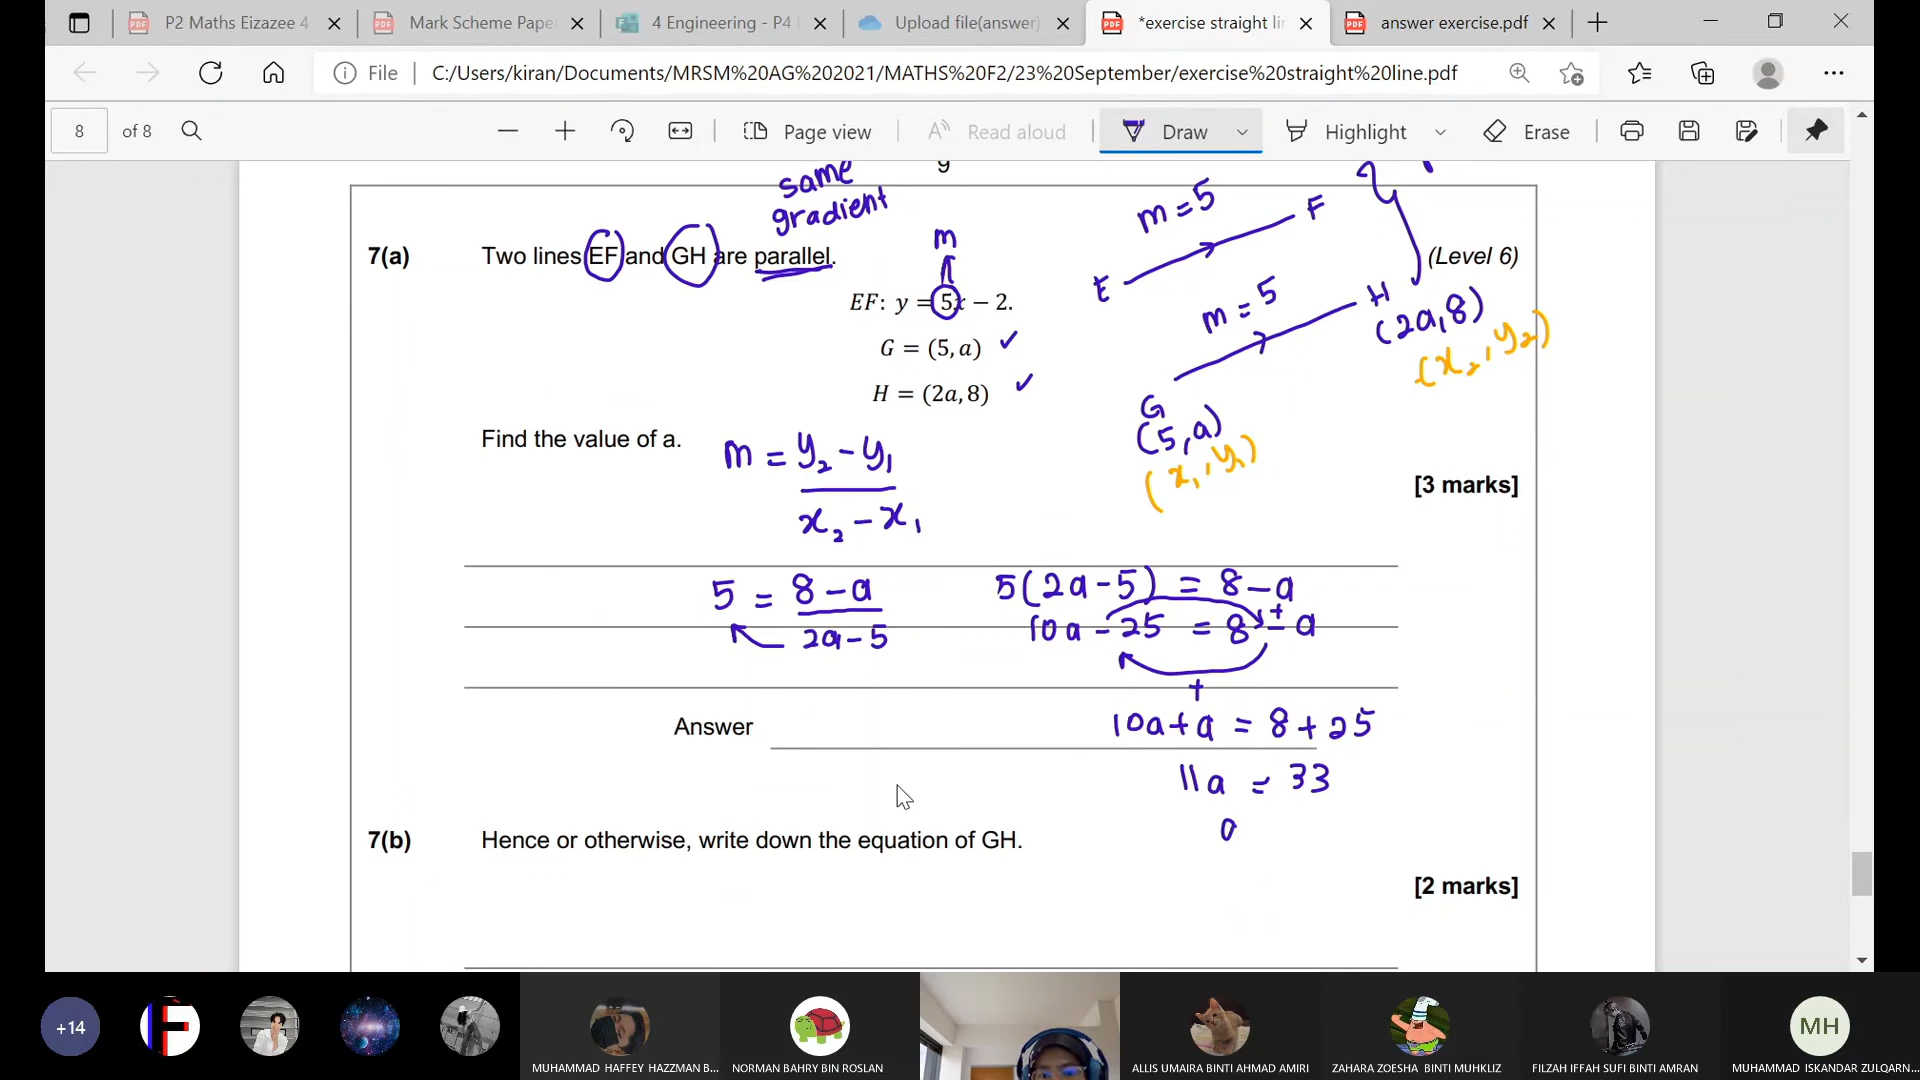 P2 Maths Eizazee 4
Mark Scheme Pape
4 Engineering - P4
Upload file(answer)
*exercise straight li
answer exercise.pdf
File
C:/Users/kiran/Documents/MRSM%20AG%202021/MATHS%20F2/23%20September/exercise%20straight%20line.pdf
8 of 8
Page view
Read aloud
Draw
Highlight
Erase
9
same
gradient
7(a) Two lines EF and GH are parallel.
(Level 6)
m
EF: y = 5x − 2.
G = (5, a) ✓
H = (2a, 8) ✓
m = 5
E
F
m = 5
H
(2a, 8)
(x₂, y₂)
G
(5, a)
(x₁, y₁)
Find the value of a.
[3 marks]
m = y₂ − y₁
x₂ − x₁
5 = 8 − a
2a − 5
5(2a − 5) = 8 − a
+
10a − 25 = 8 − a
+
Answer
10a + a = 8 + 25
11a = 33
a
7(b) Hence or otherwise, write down the equation of GH.
[2 marks]
+14
F
MH
MUHAMMAD HAFFEY HAZZMAN B...
NORMAN BAHRY BIN ROSLAN
ALLIS UMAIRA BINTI AHMAD AMIRI
ZAHARA ZOESHA BINTI MUHKLIZ
FILZAH IFFAH SUFI BINTI AMRAN
MUHAMMAD ISKANDAR ZULQARN...